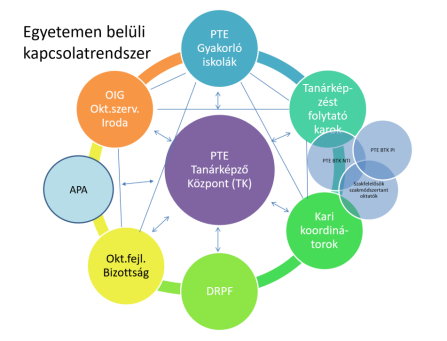 Egyetemen belüli
kapcsolatrendszer
PTE
Gyakorló
iskolák
OIG
Okt.szerv.
Iroda
Tanárkép-
zést
folytató
karok
PTE BTK NTI
PTE BTK PI
Szakfelelősök
szakmódszertant
oktatók
PTE
Tanárképző
Központ (TK)
APA
Kari
koordiná-
torok
Okt.fejl.
Bizottság
DRPF